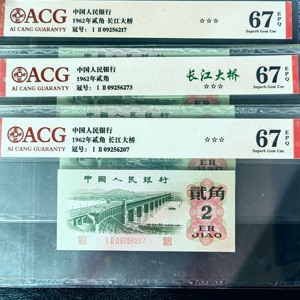 ACG
AI CANG GUARANTY
中国人民银行
1962年贰角 长江大桥
冠号: I II 09256217
☆☆☆
67 EPQ
Superb Gem Unc
ACG
AI CANG GUARANTY
中国人民银行
1962年贰角
冠号: I II 09256273
长江大桥
☆☆☆
67 EPQ
Superb Gem Unc
ACG
AI CANG GUARANTY
中国人民银行
1962年贰角 长江大桥
冠号: I II 09256207
☆☆☆
67 EPQ
Superb Gem Unc
中国人民银行
I II 09256207
贰角
2
ER
JIAO